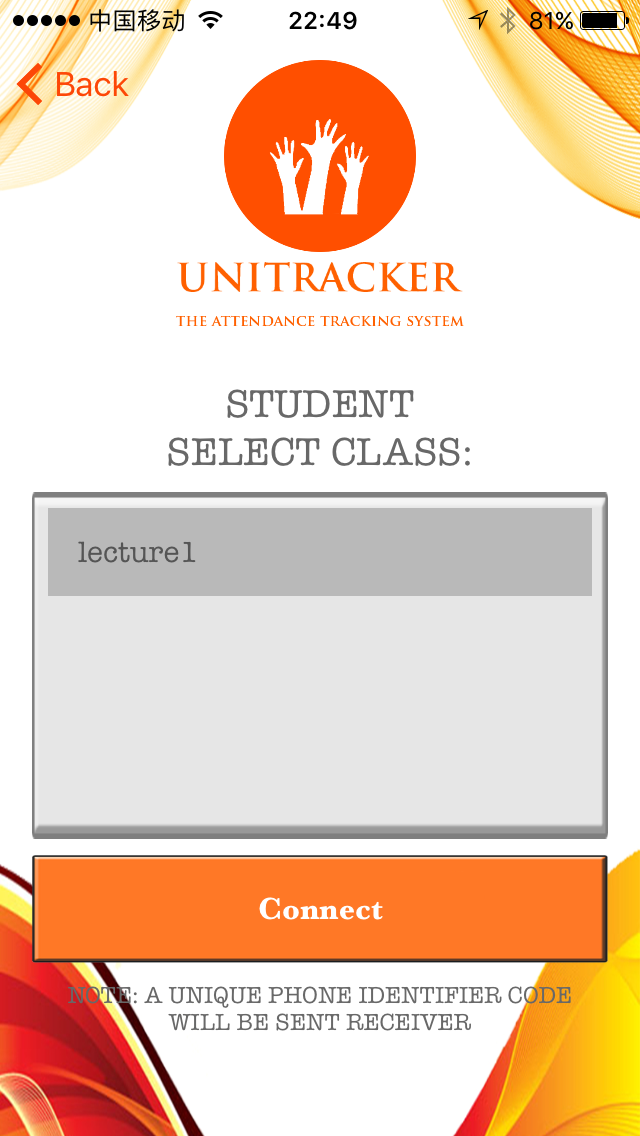 中国移动 22:49 81%
Back
UNITRACKER
THE ATTENDANCE TRACKING SYSTEM
STUDENT
SELECT CLASS:
lecture1
Connect
NOTE: A UNIQUE PHONE IDENTIFIER CODE
WILL BE SENT RECEIVER